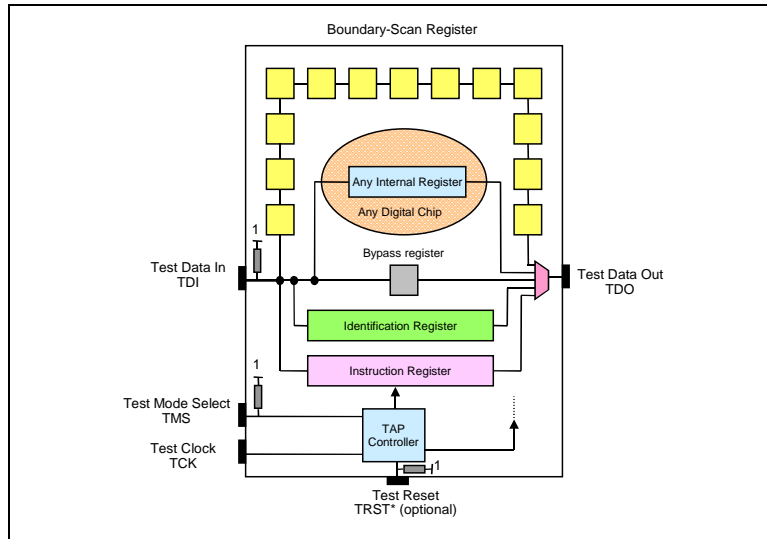 Boundary-Scan Register
Any Internal Register
Any Digital Chip
1
Bypass register
Test Data In
TDI
Test Data Out
TDO
Identification Register
Instruction Register
1
Test Mode Select
TMS
TAP
Controller
Test Clock
TCK
1
Test Reset
TRST* (optional)